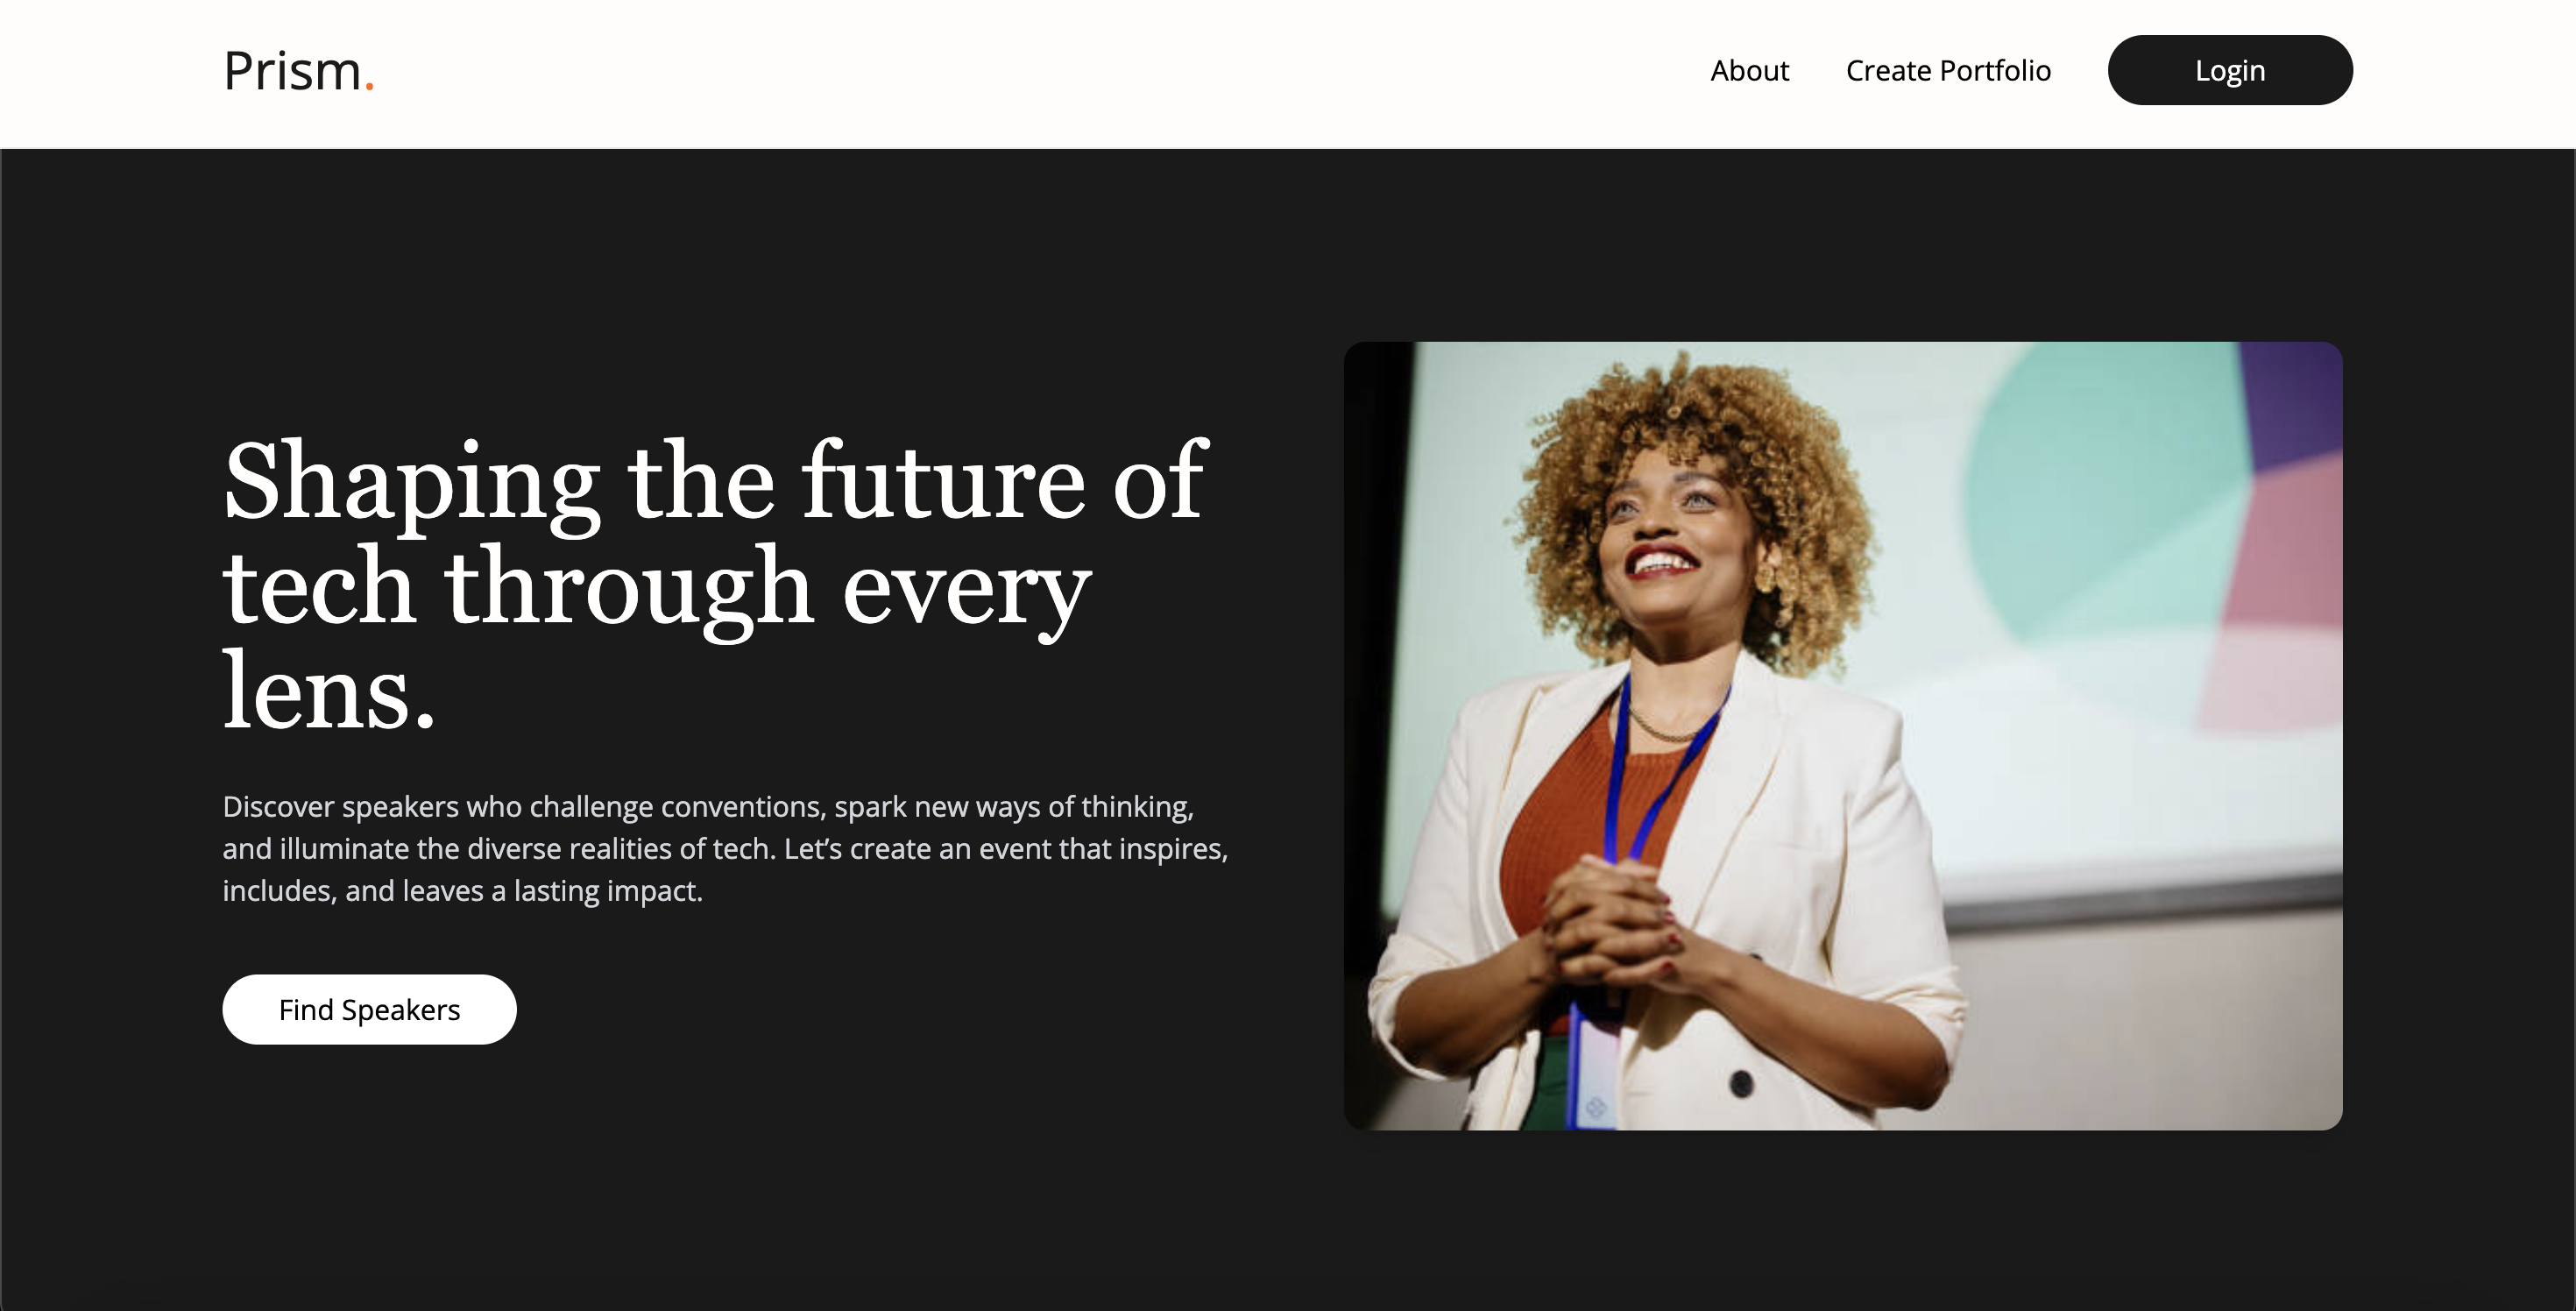 Prism.
About
Create Portfolio
Login
Shaping the future of
tech through every
lens.
Discover speakers who challenge conventions, spark new ways of thinking,
and illuminate the diverse realities of tech. Let’s create an event that inspires,
includes, and leaves a lasting impact.
Find Speakers